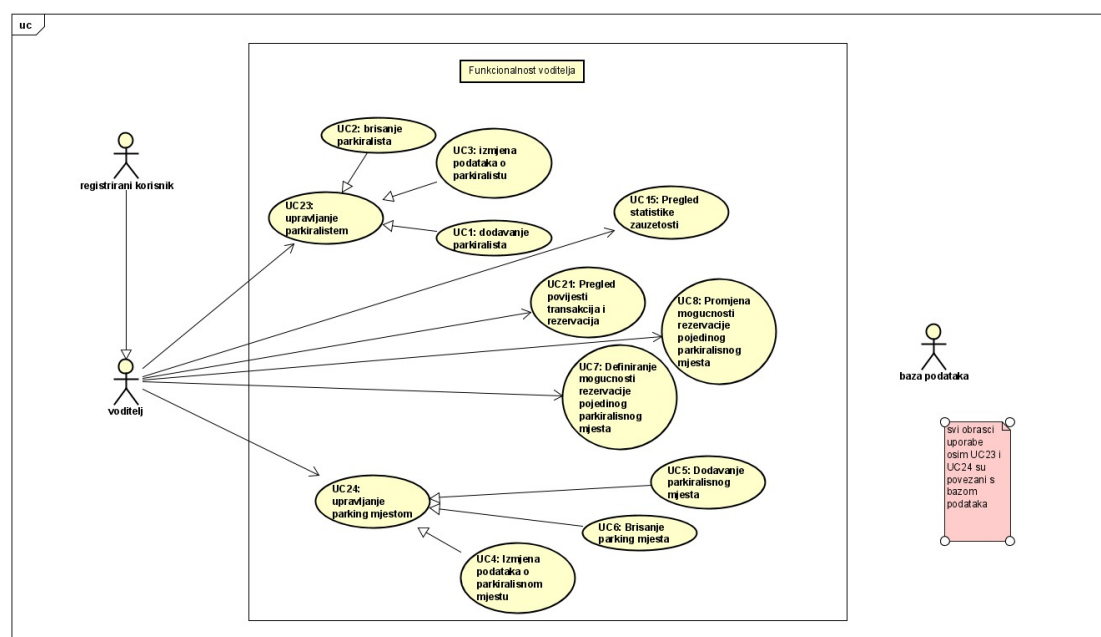 uc
Funkcionalnost voditelja
UC2: brisanje
parkiralista
UC3: izmjena
podataka o
parkiralistu
registrirani korisnik
UC23:
upravljanje
parkiralistem
UC1: dodavanje
parkiralista
UC15: Pregled
statistike
zauzetosti
UC21: Pregled
povijesti
transakcija i
rezervacija
UC8: Promjena
mogucnosti
rezervacije
pojedinog
parkiralisnog
mjesta
UC7: Definiranje
mogucnosti
rezervacije
pojedinog
parkiralisnog
mjesta
voditelj
baza podataka
svi obrasci
uporabe
osim UC23 i
UC24 su
povezani s
bazom
podataka
UC24:
upravljanje
parking mjestom
UC5: Dodavanje
parkiralisnog
mjesta
UC6: Brisanje
parking mjesta
UC4: Izmjena
podataka o
parkiralisnom
mjestu